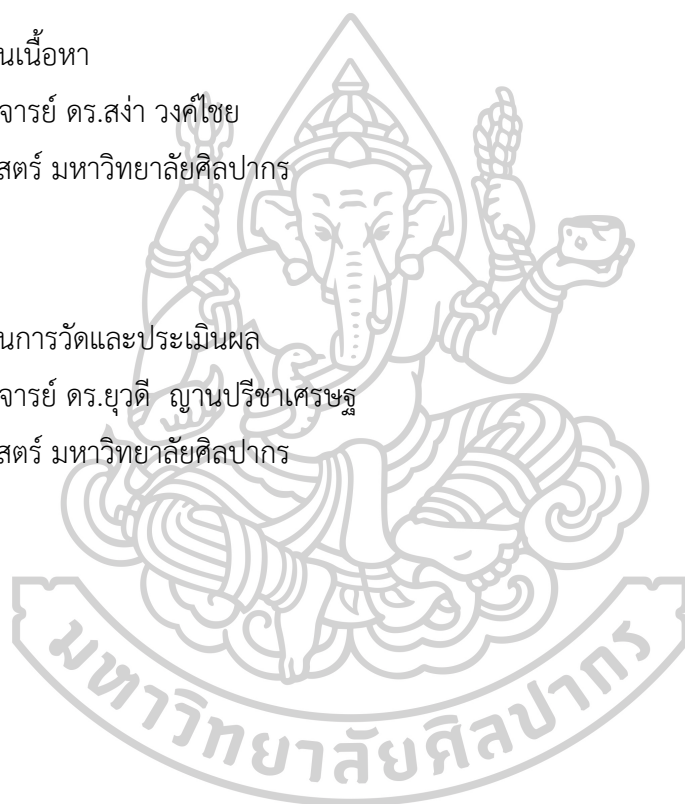 นเนื้อหา
จารย์ ดร.สง่า วงค์ไชย
สตร์ มหาวิทยาลัยศิลปากร
นการวัดและประเมินผล
จารย์ ดร.ยุวดี ญานปรีชาเศรษฐ
สตร์ มหาวิทยาลัยศิลปากร
มหาวิทยาลัยศิลปากร